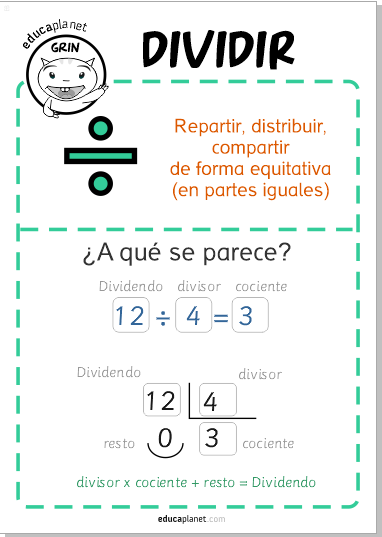 educaplanet
GRIN
DIVIDIR
Repartir, distribuir,
compartir
de forma equitativa
(en partes iguales)
¿A qué se parece?
Dividendo divisor cociente
12 ÷ 4 = 3
Dividendo divisor
12 4
resto 0 3 cociente
divisor x cociente + resto = Dividendo
educaplanet.com